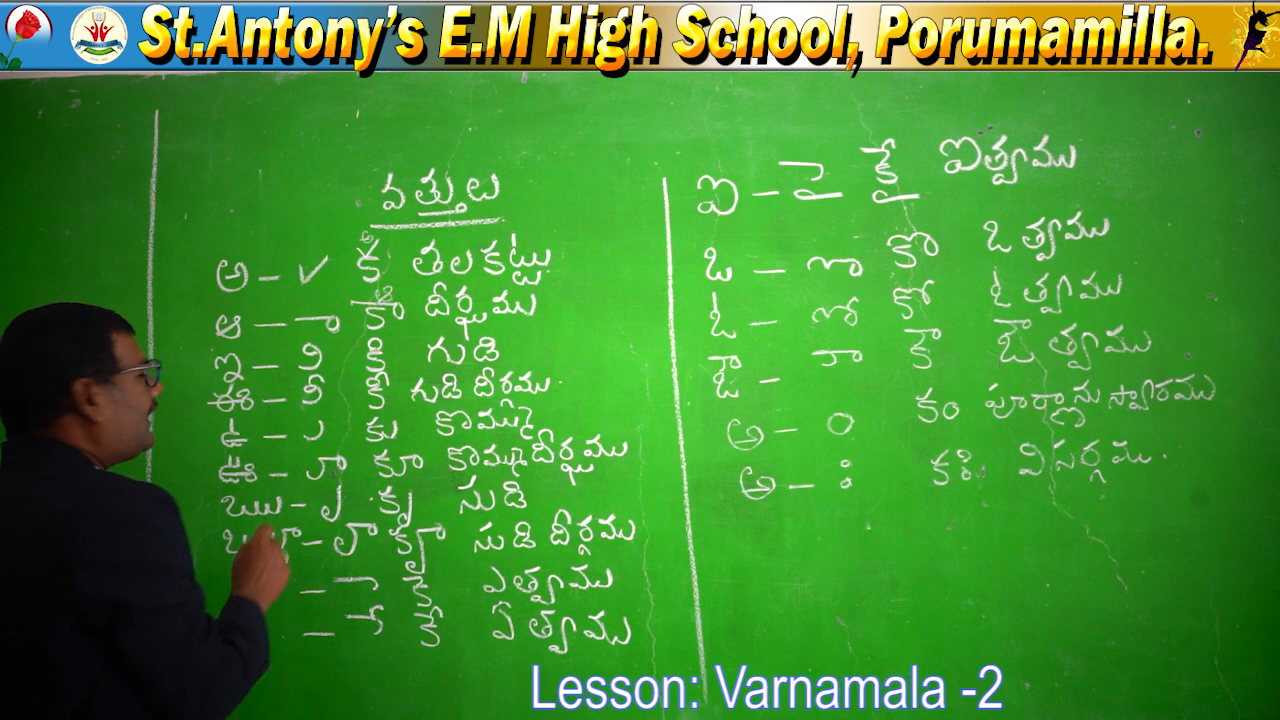 St.Antony's E.M High School, Porumamilla.
వత్తులు
అ - ✓ క తలకట్టు
ఆ - ా కా దీర్ఘము
ఇ - ి కి గుడి
ఈ - ీ కీ గుడి దీర్ఘము.
ఉ - ు కు కొమ్ము
ఊ - ూ కూ కొమ్ము దీర్ఘము
ఋ - ృ కృ సుడి
- ౄ కౄ సుడి దీర్ఘము
- ె కె ఎత్వము
- ే కే ఏత్వము
ఐ - ై కై ఐత్వము
ఒ - ొ కొ ఒత్వము
ఓ - ో కో ఓత్వము
ఔ - ౌ కౌ ఔత్వము
అ - ం కం పూర్ణానుస్వారము
అ - ః కః విసర్గము.
Lesson: Varnamala -2